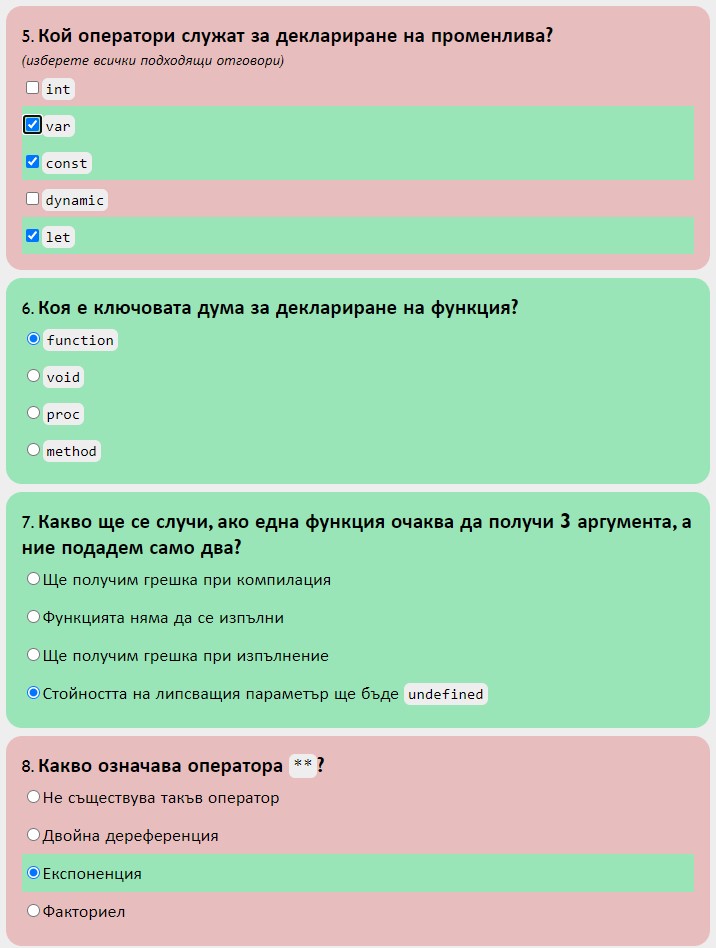 5. Кой оператори служат за деклариране на променлива?
(изберете всички подходящи отговори)
int
var
const
dynamic
let
6. Коя е ключовата дума за деклариране на функция?
function
void
proc
method
7. Какво ще се случи, ако една функция очаква да получи 3 аргумента, а
ние подадем само два?
Ще получим грешка при компилация
Функцията няма да се изпълни
Ще получим грешка при изпълнение
Стойността на липсващия параметър ще бъде undefined
8. Какво означава оператора **?
Не съществува такъв оператор
Двойна дереференция
Експоненция
Факториел